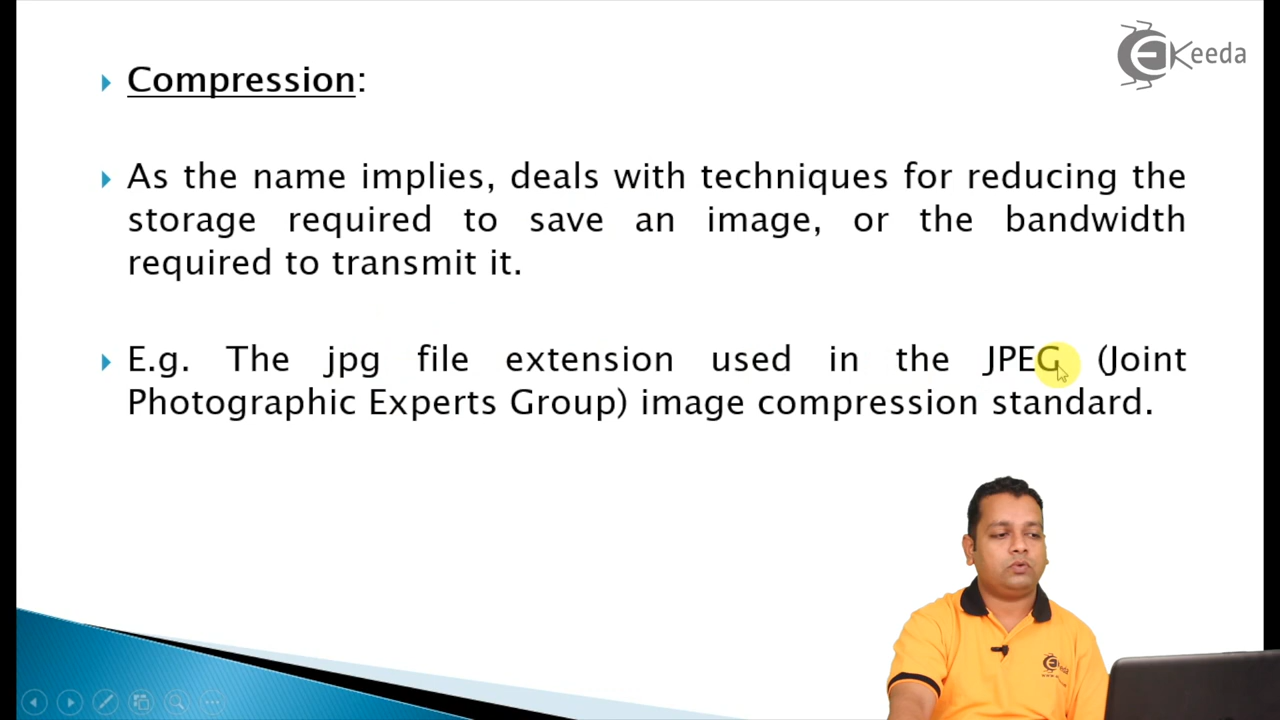 Keeda
Compression:
As the name implies, deals with techniques for reducing the
storage required to save an image, or the bandwidth
required to transmit it.
E.g. The jpg file extension used in the JPEG (Joint
Photographic Experts Group) image compression standard.